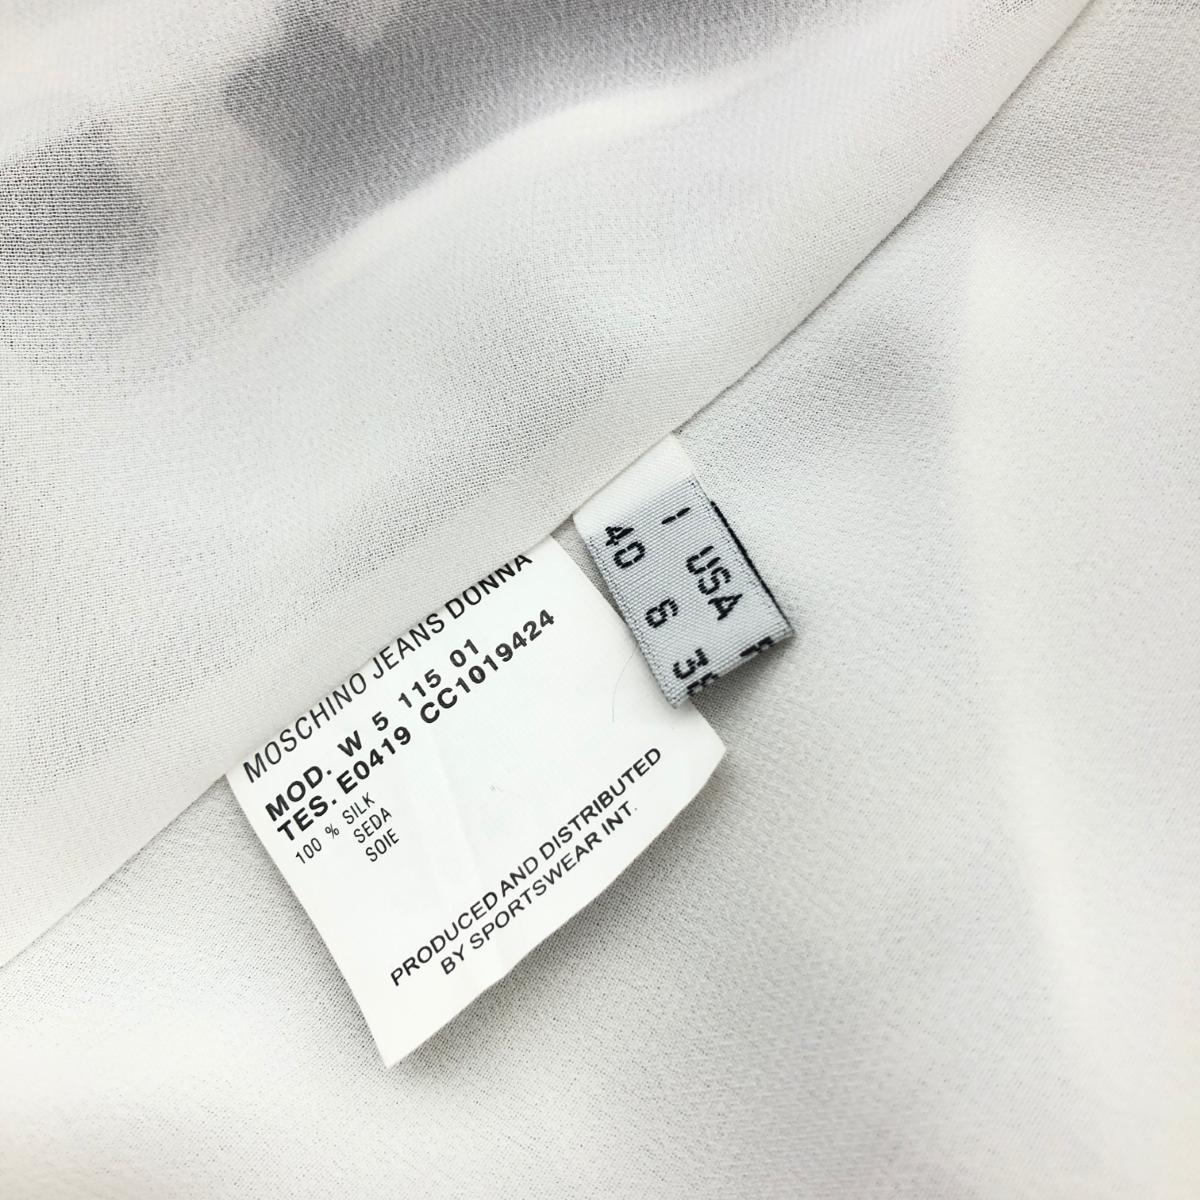 MOSCHINO JEANS DONNA
MOD. W 5 115 01
TES. E0419 CC1019424
100 % SILK
SEDA
SOIE
PRODUCED AND DISTRIBUTED
BY SPORTSWEAR INT.
I USA
40 6